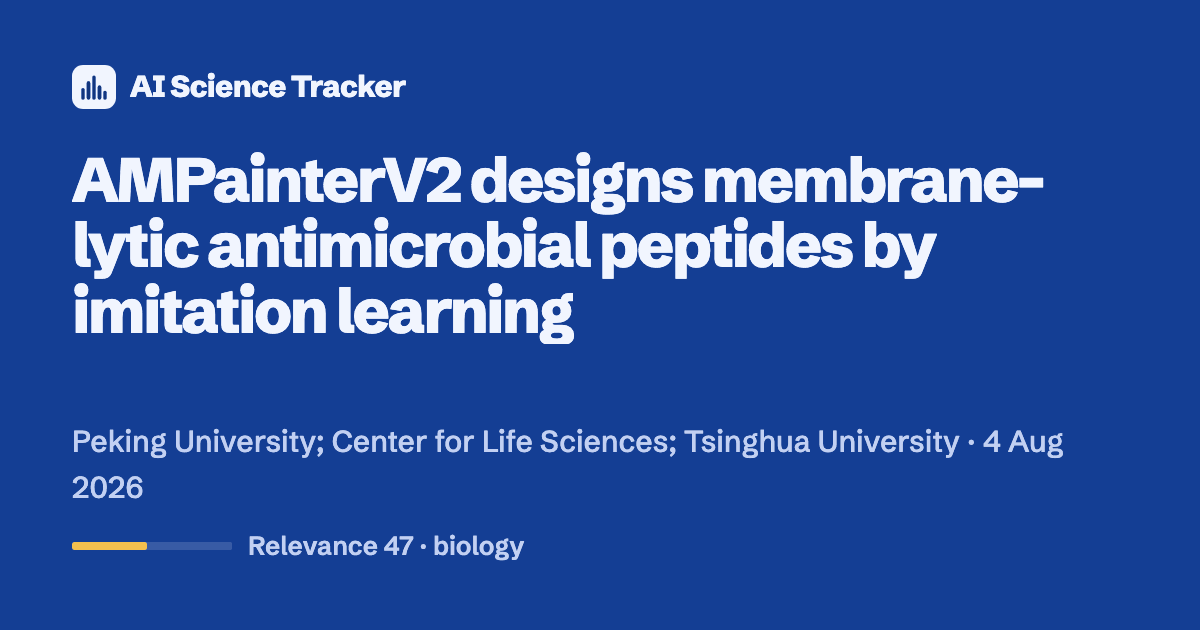 AI Science Tracker
AMPainterV2 designs membrane-
lytic antimicrobial peptides by
imitation learning
Peking University; Center for Life Sciences; Tsinghua University · 4 Aug
2026
Relevance 47 · biology